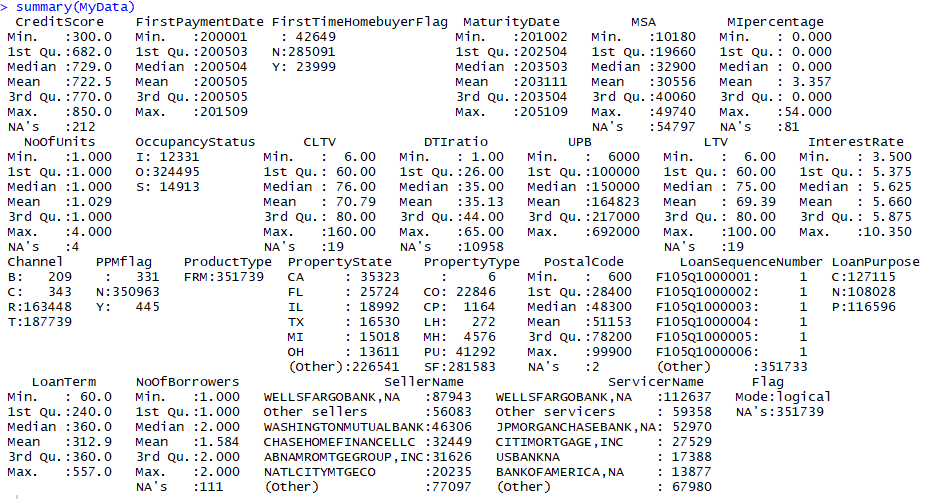 > summary(MyData)
CreditScore FirstPaymentDate FirstTimeHomebuyerFlag MaturityDate MSA MIpercentage
Min. :300.0 Min. :200001 : 42649 Min. :201002 Min. :10180 Min. : 0.000
1st Qu.:682.0 1st Qu.:200503 N:285091 1st Qu.:202504 1st Qu.:19660 1st Qu.: 0.000
Median :729.0 Median :200504 Y: 23999 Median :203503 Median :32900 Median : 0.000
Mean :722.5 Mean :200505 Mean :203111 Mean :30556 Mean : 3.357
3rd Qu.:770.0 3rd Qu.:200505 3rd Qu.:203504 3rd Qu.:40060 3rd Qu.: 0.000
Max. :850.0 Max. :201509 Max. :205109 Max. :49740 Max. :54.000
NA's :212 NA's :54797 NA's :81
NoOfUnits OccupancyStatus CLTV DTIratio UPB LTV InterestRate
Min. :1.000 I: 12331 Min. : 6.00 Min. : 1.00 Min. : 6000 Min. : 6.00 Min. : 3.500
1st Qu.:1.000 O:324495 1st Qu.: 60.00 1st Qu.:26.00 1st Qu.:100000 1st Qu.: 60.00 1st Qu.: 5.375
Median :1.000 S: 14913 Median : 76.00 Median :35.00 Median :150000 Median : 75.00 Median : 5.625
Mean :1.029 Mean : 70.79 Mean :35.13 Mean :164823 Mean : 69.39 Mean : 5.660
3rd Qu.:1.000 3rd Qu.: 80.00 3rd Qu.:44.00 3rd Qu.:217000 3rd Qu.: 80.00 3rd Qu.: 5.875
Max. :4.000 Max. :160.00 Max. :65.00 Max. :692000 Max. :100.00 Max. :10.350
NA's :4 NA's :19 NA's :10958 NA's :19
Channel PPMflag ProductType PropertyState PropertyType PostalCode LoanSequenceNumber LoanPurpose
B: 209 : 331 FRM:351739 CA : 35323 : 6 Min. : 600 F105Q1000001: 1 C:127115
C: 343 N:350963 FL : 25724 CO: 22846 1st Qu.:28400 F105Q1000002: 1 N:108028
R:163448 Y: 445 IL : 18992 CP: 1164 Median :48300 F105Q1000003: 1 P:116596
T:187739 TX : 16530 LH: 272 Mean :51153 F105Q1000004: 1
MI : 15018 MH: 4576 3rd Qu.:78200 F105Q1000005: 1
OH : 13611 PU: 41292 Max. :99900 F105Q1000006: 1
(Other):226541 SF:281583 NA's :2 (Other) :351733
LoanTerm NoOfBorrowers SellerName ServicerName Flag
Min. : 60.0 Min. :1.000 WELLSFARGOBANK,NA :87943 WELLSFARGOBANK,NA :112637 Mode:logical
1st Qu.:240.0 1st Qu.:1.000 Other sellers :56083 Other servicers : 59358 NA's:351739
Median :360.0 Median :2.000 WASHINGTONMUTUALBANK:46306 JPMORGANCHASEBANK,NA: 52970
Mean :312.9 Mean :1.584 CHASEHOMEFINANCELLC :32449 CITIMORTGAGE,INC : 27529
3rd Qu.:360.0 3rd Qu.:2.000 ABNAMROMTGEGROUP,INC:31626 USBANKNA : 17388
Max. :557.0 Max. :2.000 NATLCITYMTGECO :20235 BANKOFAMERICA,NA : 13877
NA's :111 (Other) :77097 (Other) : 67980